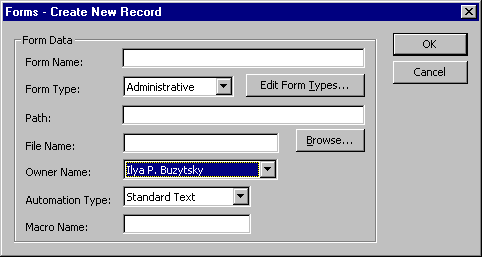 Forms - Create New Record
Form Data
Form Name:
Form Type: Administrative Edit Form Types...
Path:
File Name: Browse...
Owner Name: Ilya P. Buzytsky
Automation Type: Standard Text
Macro Name:
OK
Cancel